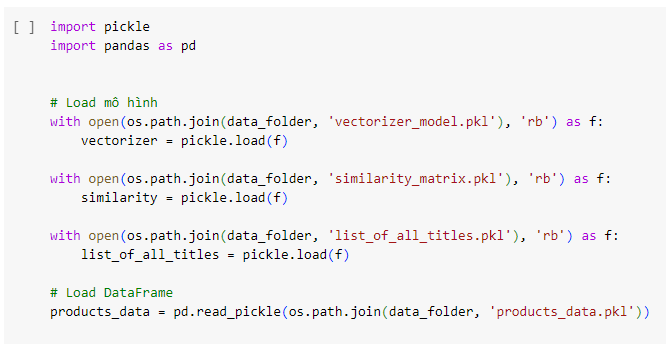 [ ] import pickle
import pandas as pd
# Load mô hình
with open(os.path.join(data_folder, 'vectorizer_model.pkl'), 'rb') as f:
    vectorizer = pickle.load(f)
with open(os.path.join(data_folder, 'similarity_matrix.pkl'), 'rb') as f:
    similarity = pickle.load(f)
with open(os.path.join(data_folder, 'list_of_all_titles.pkl'), 'rb') as f:
    list_of_all_titles = pickle.load(f)
# Load DataFrame
products_data = pd.read_pickle(os.path.join(data_folder, 'products_data.pkl'))